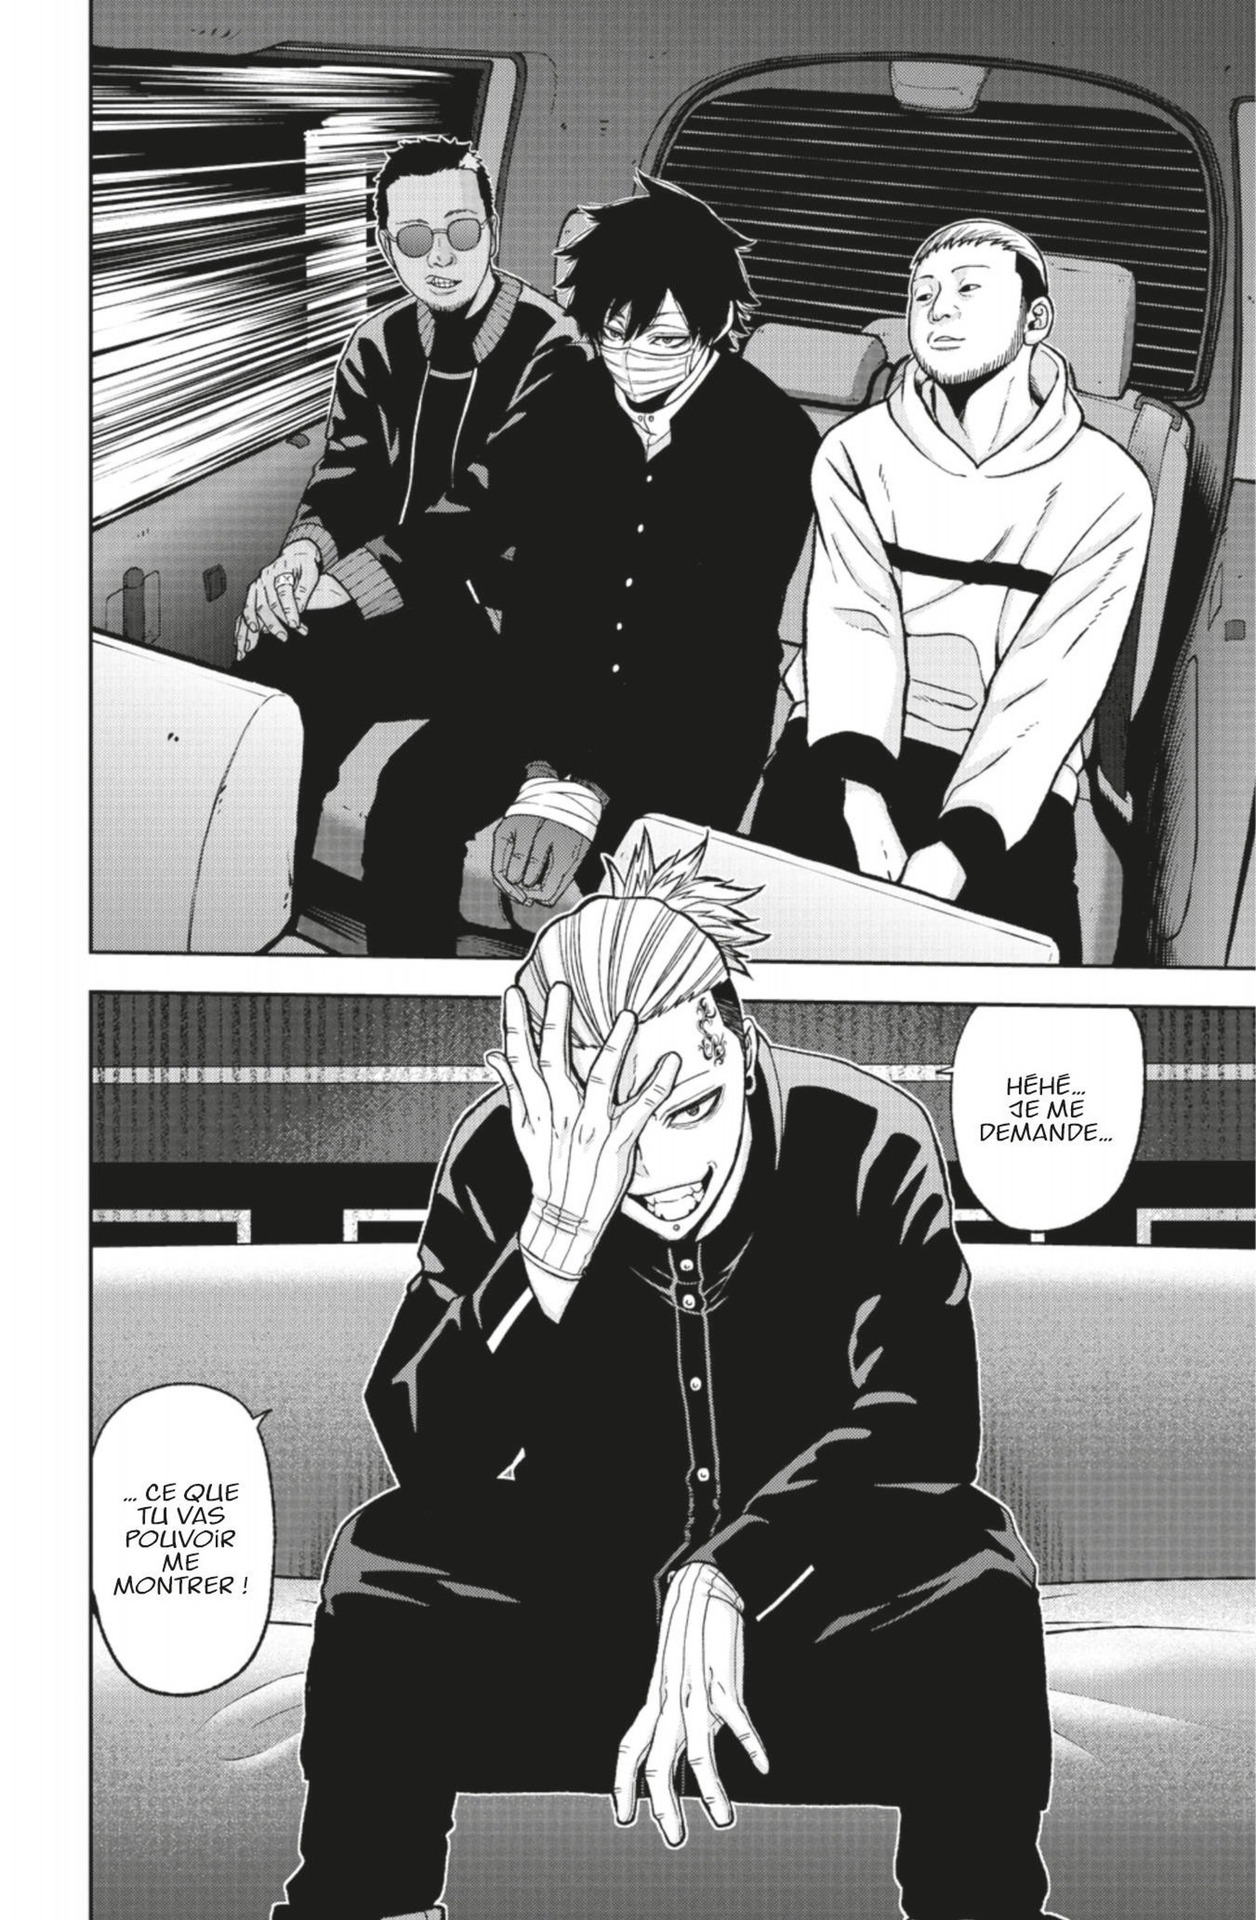 HÉHÉ...
JE ME
DEMANDE...
... CE QUE
TU VAS
POUVOIR
ME
MONTRER !